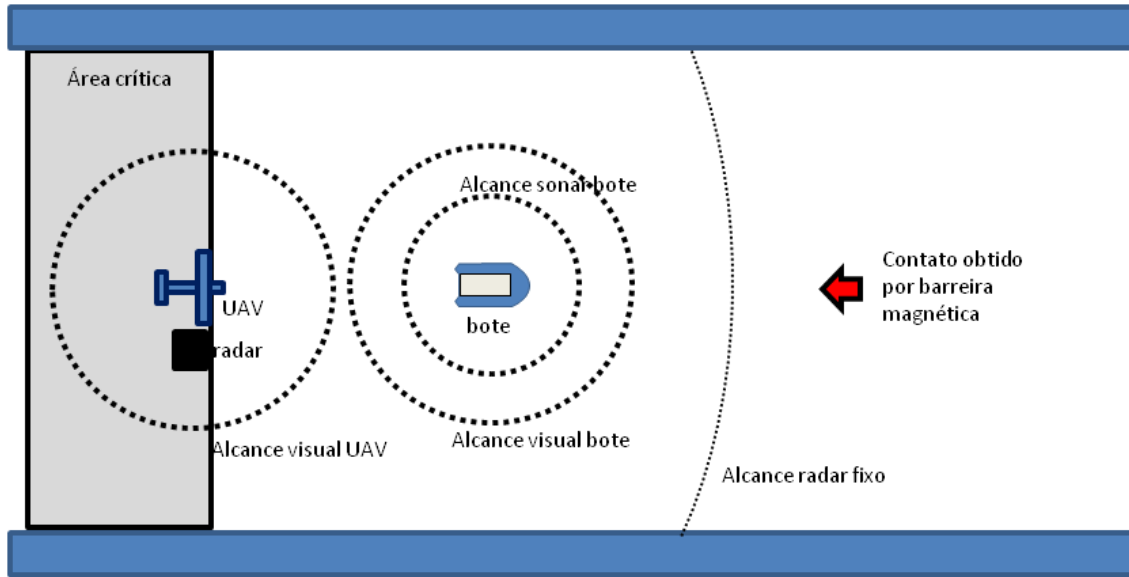 Área crítica
Alcance sonar bote
Contato obtido
por barreira
magnética
UAV
bote
radar
Alcance visual UAV
Alcance visual bote
Alcance radar fixo